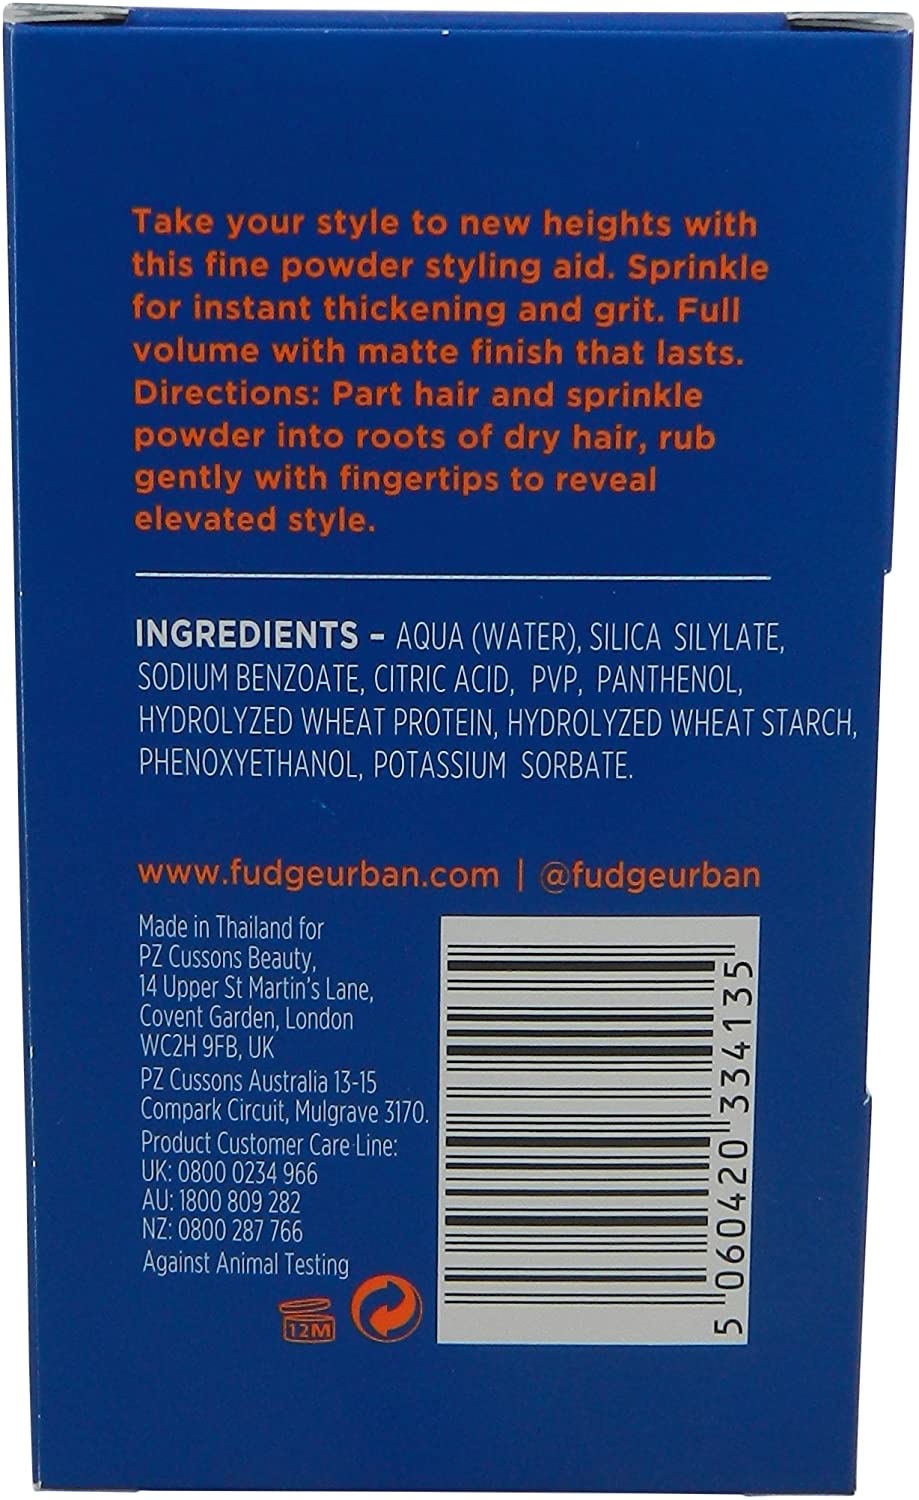 Take your style to new heights with
this fine powder styling aid. Sprinkle
for instant thickening and grit. Full
volume with matte finish that lasts.
Directions: Part hair and sprinkle
powder into roots of dry hair, rub
gently with fingertips to reveal
elevated style.
INGREDIENTS – AQUA (WATER), SILICA SILYLATE,
SODIUM BENZOATE, CITRIC ACID, PVP, PANTHENOL,
HYDROLYZED WHEAT PROTEIN, HYDROLYZED WHEAT STARCH,
PHENOXYETHANOL, POTASSIUM SORBATE.
www.fudgeurban.com | @fudgeurban
Made in Thailand for
PZ Cussons Beauty,
14 Upper St Martin's Lane,
Covent Garden, London
WC2H 9FB, UK
PZ Cussons Australia 13-15
Compark Circuit, Mulgrave 3170.
Product Customer Care Line:
UK: 0800 0234 966
AU: 1800 809 282
NZ: 0800 287 766
Against Animal Testing
12M
5 060420 334135